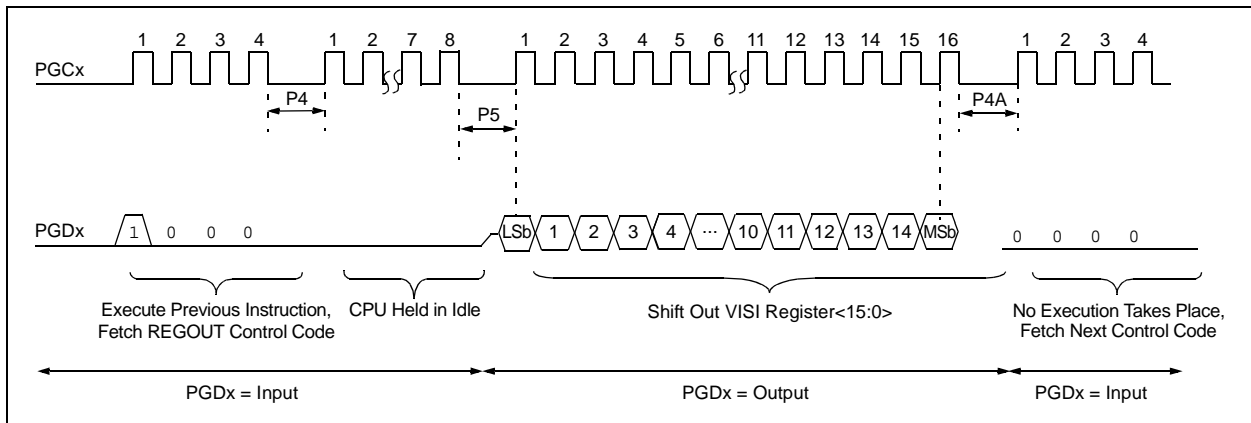 1 2 3 4 1 2 7 8 1 2 3 4 5 6 11 12 13 14 15 16 1 2 3 4
PGCx
P4 P5 P4A
PGDx 1 0 0 0 LSb 1 2 3 4 ... 10 11 12 13 14 MSb 0 0 0 0
Execute Previous Instruction,
Fetch REGOUT Control Code
CPU Held in Idle
Shift Out VISI Register<15:0>
No Execution Takes Place,
Fetch Next Control Code
PGDx = Input PGDx = Output PGDx = Input